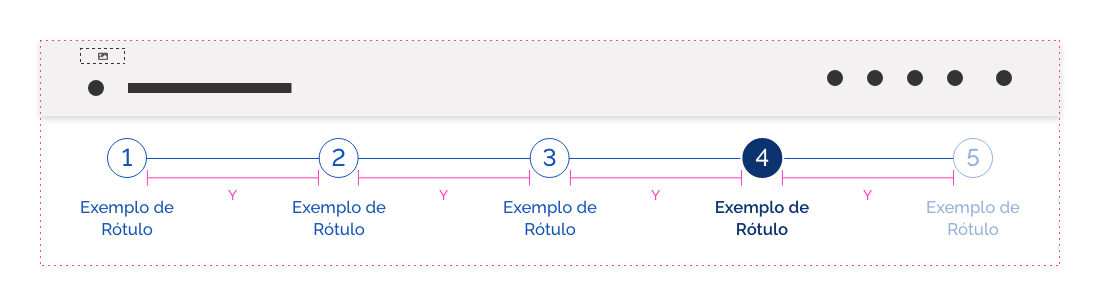 1 2 3 4 5
Y Y Y Y
Exemplo de Exemplo de Exemplo de Exemplo de Exemplo de
Rótulo Rótulo Rótulo Rótulo Rótulo